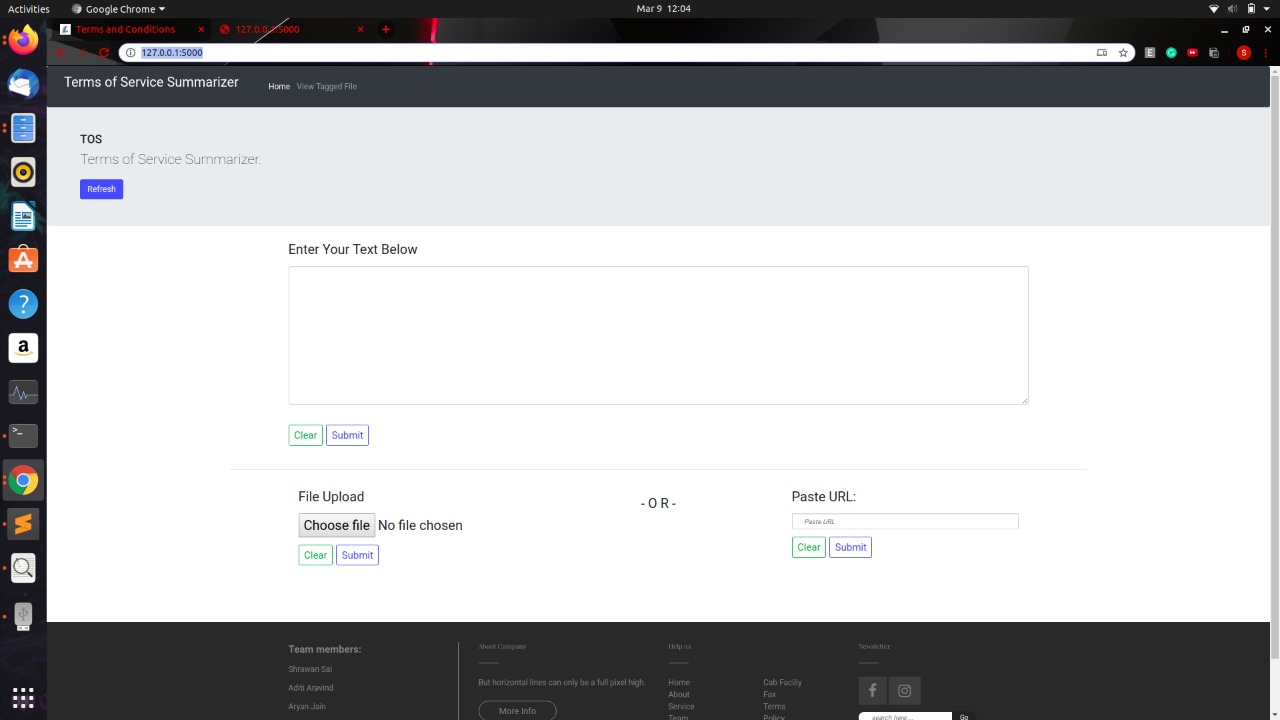 Activities
Google Chrome
Mar 9 12:04
Terms and Conditions
127.0.0.1:5000
127.0.0.1:5000
Terms of Service Summarizer
Home
View Tagged File
TOS
Terms of Service Summarizer.
Refresh
Enter Your Text Below
Clear
Submit
File Upload
Choose file No file chosen
Clear
Submit
- O R -
Paste URL:
Paste URL
Clear
Submit
Team members:
Shrawan Sai
Aditi Aravind
Aryan Jain
About Company
But horizontal lines can only be a full pixel high.
More Info
Help us
Home
About
Service
Team
Cab Faciliy
Fax
Terms
Policy
Newsletter
search here...
Go